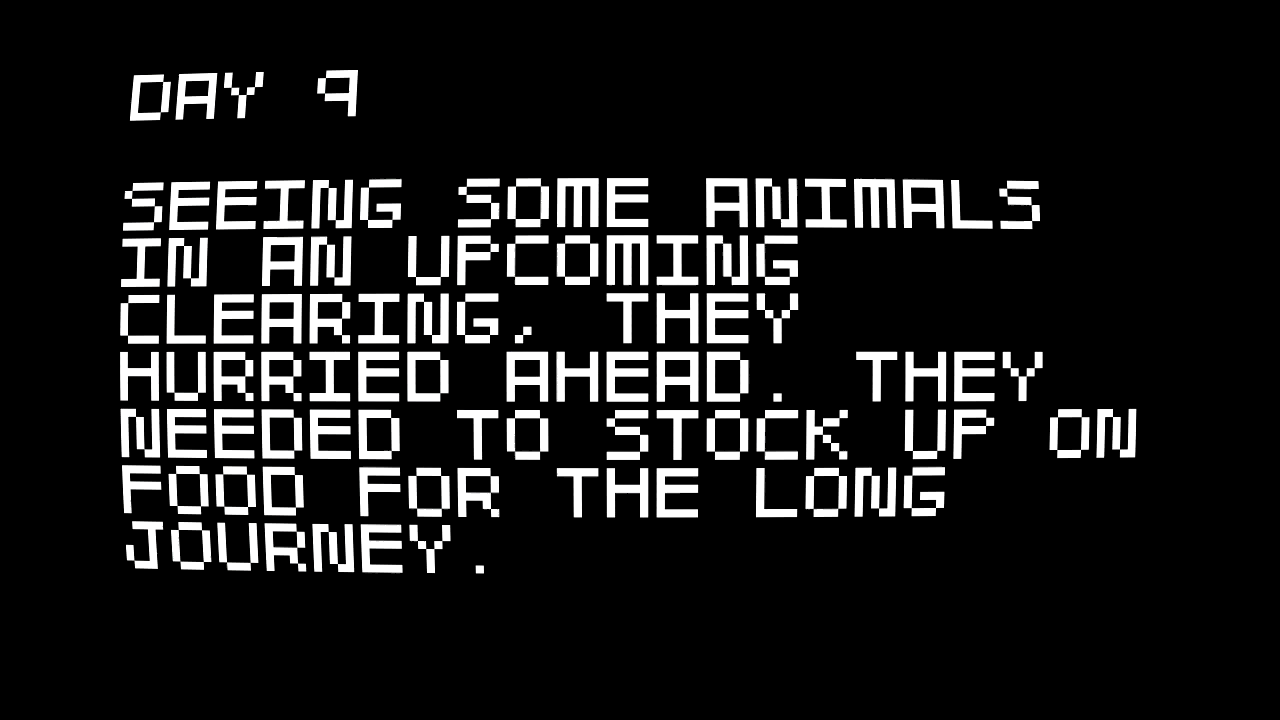 DAY 9
SEEING SOME ANIMALS
IN AN UPCOMING
CLEARING, THEY
HURRIED AHEAD. THEY
NEEDED TO STOCK UP ON
FOOD FOR THE LONG
JOURNEY.